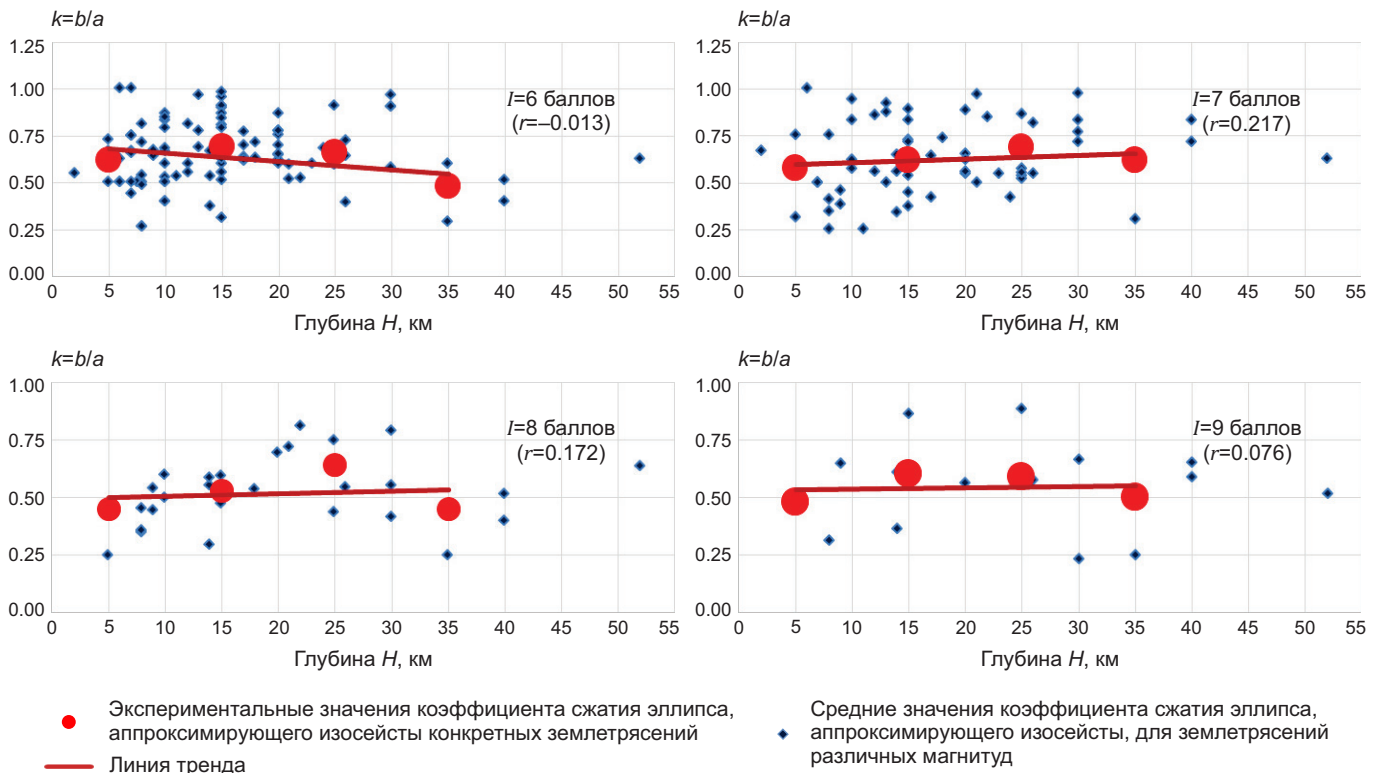 k=b/a
1.25
1.00
0.75
0.50
0.25
0.00
I=6 баллов
(r=–0.013)
0 5 10 15 20 25 30 35 40 45 50 55
Глубина H, км
k=b/a
1.25
1.00
0.75
0.50
0.25
0.00
I=7 баллов
(r=0.217)
0 5 10 15 20 25 30 35 40 45 50 55
Глубина H, км
k=b/a
1.00
0.75
0.50
0.25
0.00
I=8 баллов
(r=0.172)
0 5 10 15 20 25 30 35 40 45 50 55
Глубина H, км
k=b/a
1.00
0.75
0.50
0.25
0.00
I=9 баллов
(r=0.076)
0 5 10 15 20 25 30 35 40 45 50 55
Глубина H, км
Экспериментальные значения коэффициента сжатия эллипса,
аппроксимирующего изосейсты конкретных землетрясений
Линия тренда
Средние значения коэффициента сжатия эллипса,
аппроксимирующего изосейсты, для землетрясений
различных магнитуд